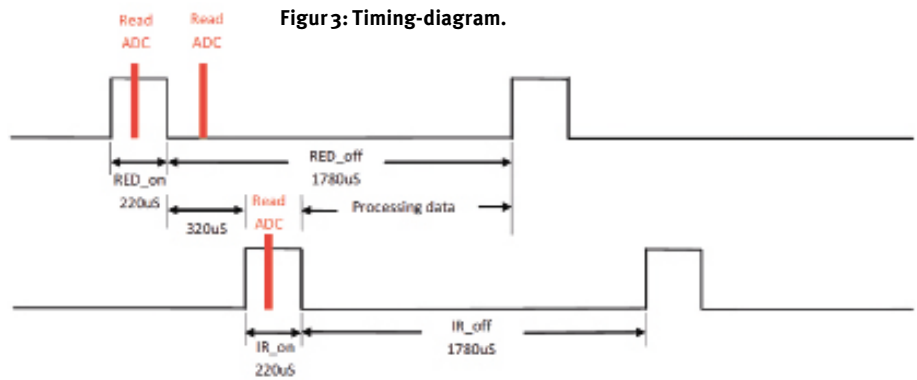 Figur 3: Timing-diagram.
Read
ADC
Read
ADC
RED_on
220uS
RED_off
1780uS
320uS
Read
ADC
Processing data
IR_on
220uS
IR_off
1780uS